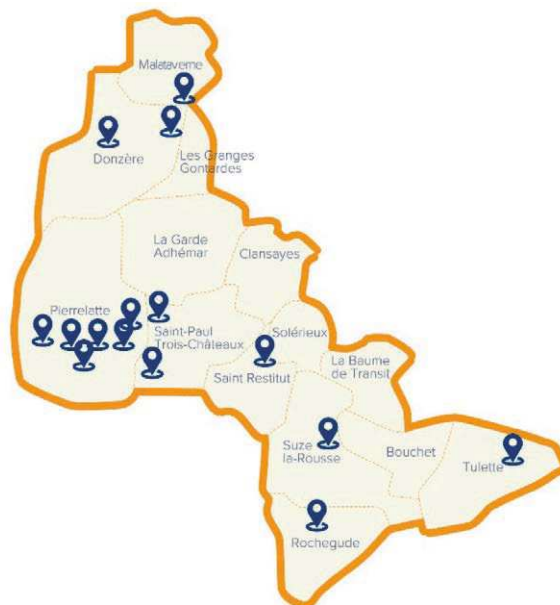 Malataverne
Donzère
Les Granges
Gontardes
La Garde
Adhémar
Clansayes
Pierrelatte
Saint-Paul
Trois-Châteaux
Solérieux
La Baume
de Transit
Saint Restitut
Suze
la-Rousse
Bouchet
Tulette
Rochegude